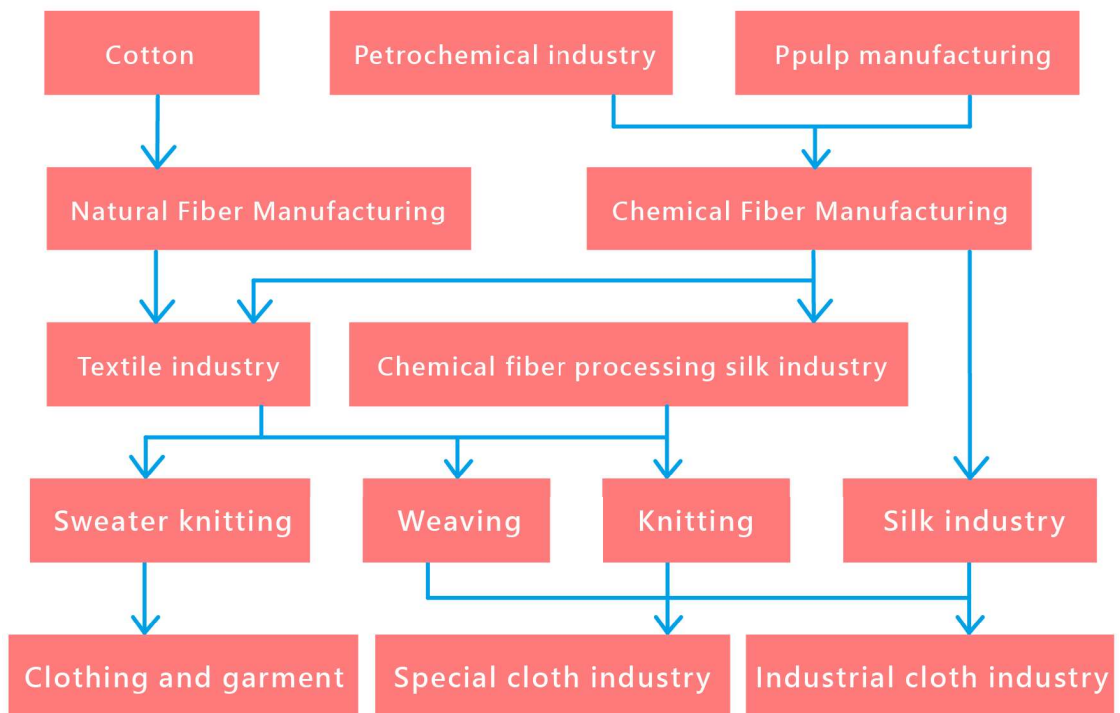 Cotton
Petrochemical industry
Ppulp manufacturing
Natural Fiber Manufacturing
Chemical Fiber Manufacturing
Textile industry
Chemical fiber processing silk industry
Sweater knitting
Weaving
Knitting
Silk industry
Clothing and garment
Special cloth industry
Industrial cloth industry